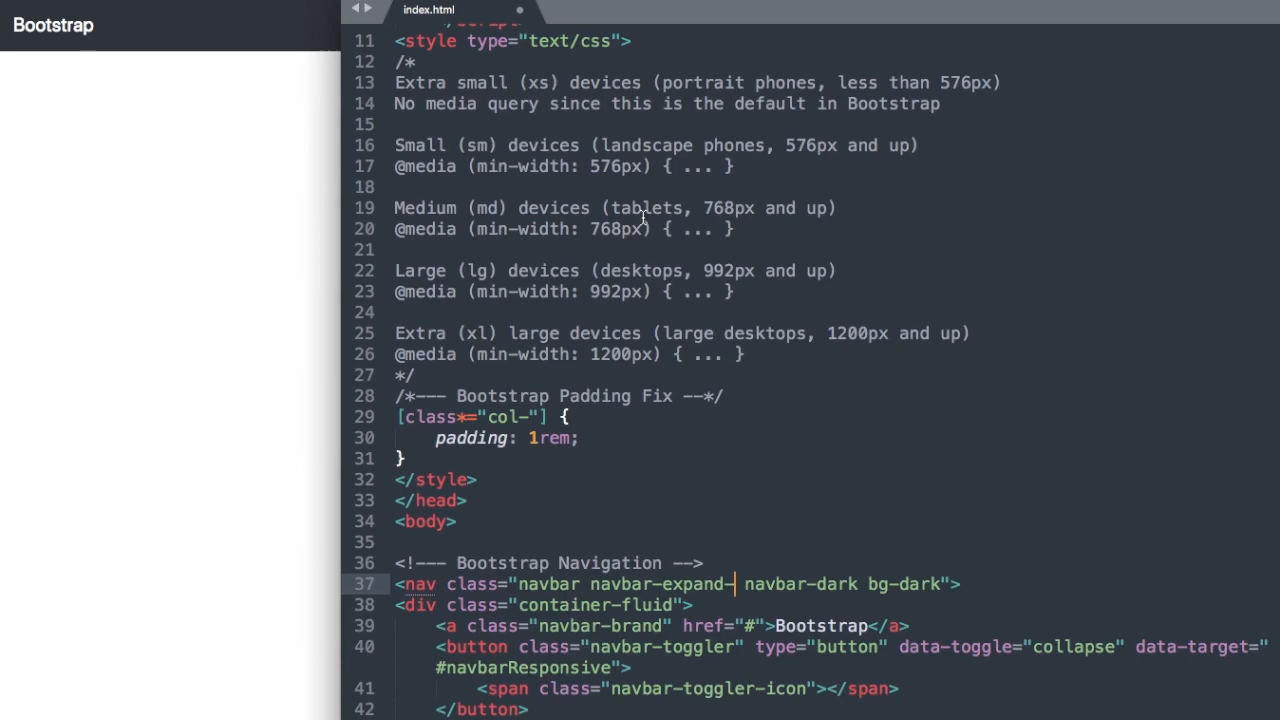 Bootstrap
index.html
11 <style type="text/css">
12 /*
13 Extra small (xs) devices (portrait phones, less than 576px)
14 No media query since this is the default in Bootstrap
15
16 Small (sm) devices (landscape phones, 576px and up)
17 @media (min-width: 576px) { ... }
18
19 Medium (md) devices (tablets, 768px and up)
20 @media (min-width: 768px) { ... }
21
22 Large (lg) devices (desktops, 992px and up)
23 @media (min-width: 992px) { ... }
24
25 Extra (xl) large devices (large desktops, 1200px and up)
26 @media (min-width: 1200px) { ... }
27 */
28 /*--- Bootstrap Padding Fix --*/
29 [class*="col-"] {
30     padding: 1rem;
31 }
32 </style>
33 </head>
34 <body>
35
36 <!--- Bootstrap Navigation -->
37 <nav class="navbar navbar-expand- navbar-dark bg-dark">
38 <div class="container-fluid">
39     <a class="navbar-brand" href="#">Bootstrap</a>
40     <button class="navbar-toggler" type="button" data-toggle="collapse" data-target="
#navbarResponsive">
41         <span class="navbar-toggler-icon"></span>
42     </button>